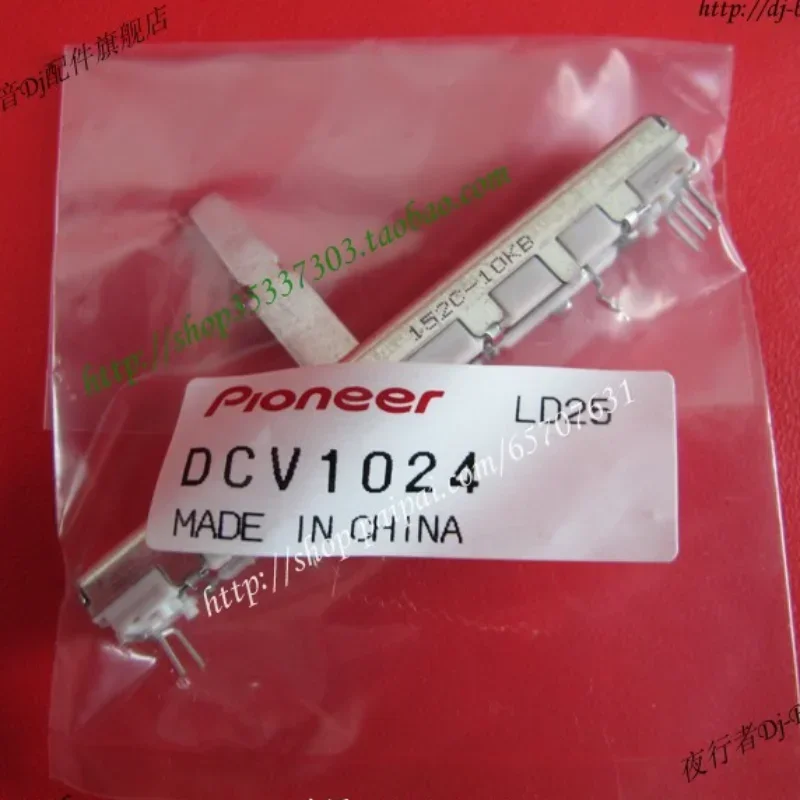 http://dj-b
音Dj配件旗舰店
http://shop35337303.taobao.com
152C-10KB
Pioneer LD25
DCV1024
MADE IN CHINA
http://shop.paipai.com/65707631
夜行者Dj-B